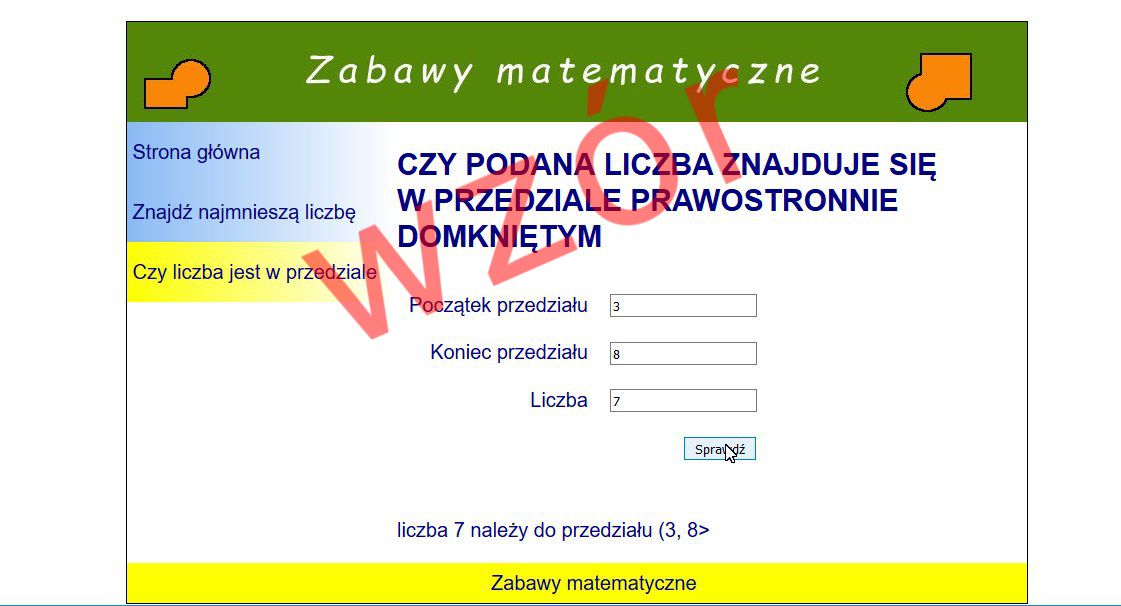 Zabawy matematyczne
Strona główna
Znajdź najmnieszą liczbę
Czy liczba jest w przedziale
CZY PODANA LICZBA ZNAJDUJE SIĘ
W PRZEDZIALE PRAWOSTRONNIE
DOMKNIĘTYM
Początek przedziału 3
Koniec przedziału 8
Liczba 7
Sprawdź
liczba 7 należy do przedziału (3, 8>
Zabawy matematyczne
wzór